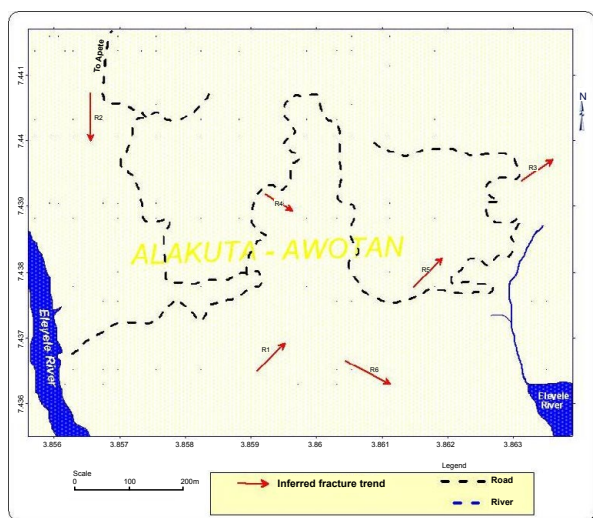 To Apete
7.441
7.44
7.439
7.438
7.437
7.436
R2
R3
R4
R5
R1
R6
N
ALAKUTA - AWOTAN
Eleyele River
Eleyele
River
3.856
3.857
3.858
3.859
3.86
3.861
3.862
3.863
Scale
0 100 200m
Legend
Inferred fracture trend
Road
River